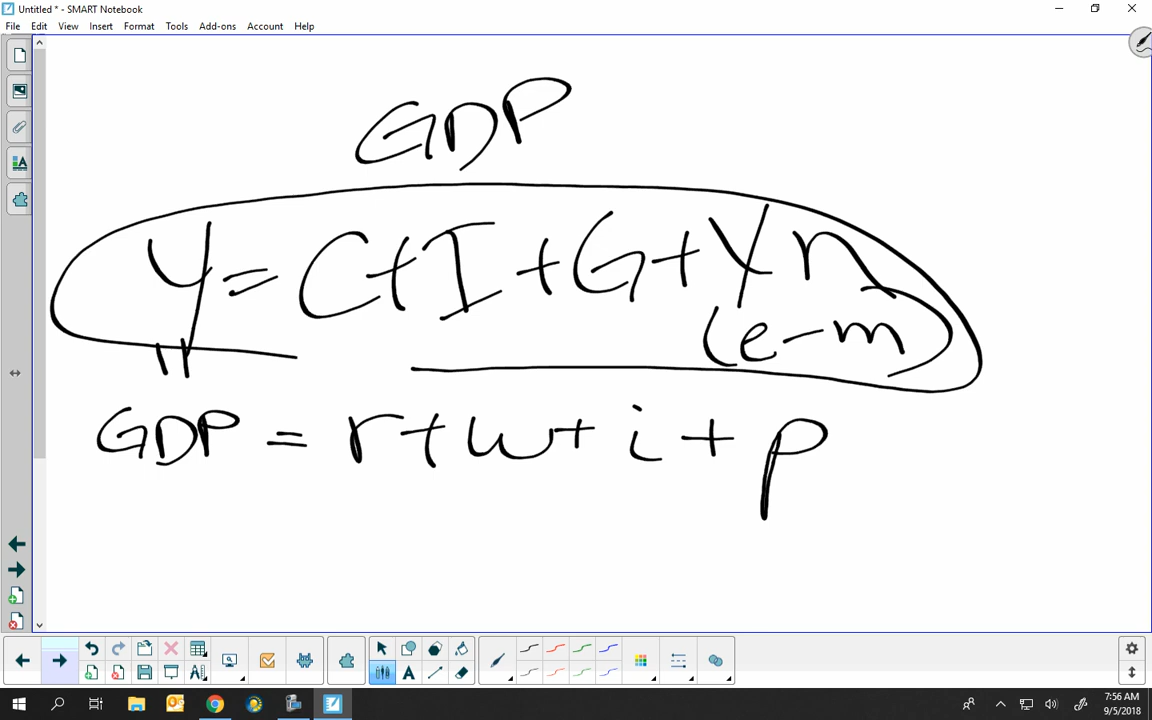 Untitled * - SMART Notebook
File Edit View Insert Format Tools Add-ons Account Help
GDP
Y = C + I + G + Yn
(e - m)
GDP = r + w + i + p
7:56 AM
9/5/2018